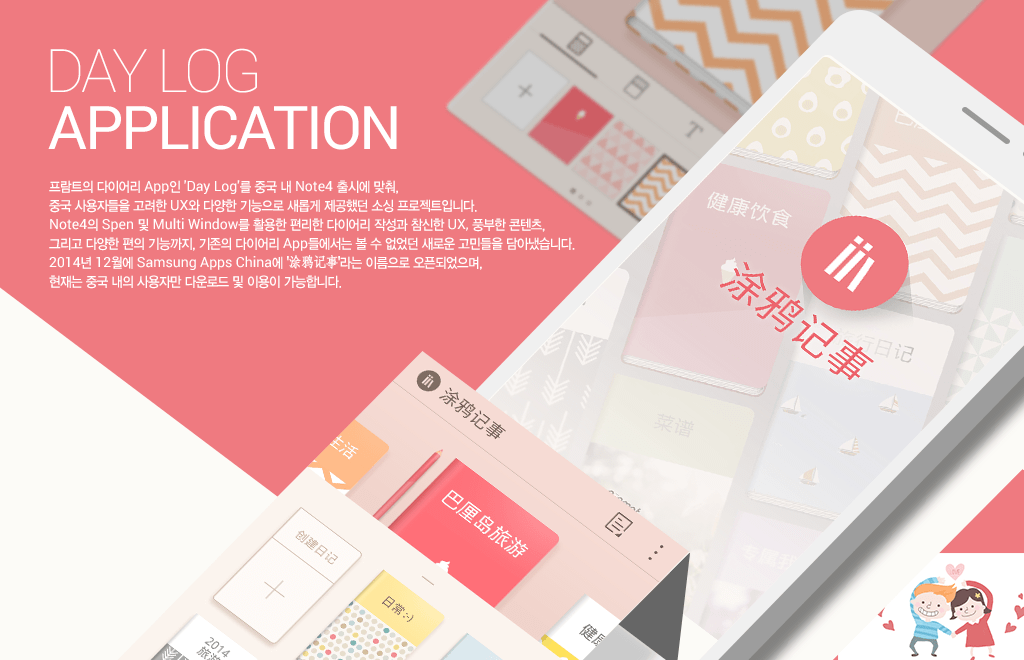 DAY LOG
APPLICATION
프람트의 다이어리 App인 'Day Log'를 중국 내 Note4 출시에 맞춰,
중국 사용자들을 고려한 UX와 다양한 기능으로 새롭게 제공했던 소싱 프로젝트입니다.
Note4의 Spen 및 Multi Window를 활용한 편리한 다이어리 작성과 참신한 UX, 풍부한 콘텐츠,
그리고 다양한 편의 기능까지, 기존의 다이어리 App들에서는 볼 수 없었던 새로운 고민들을 담아냈습니다.
2014년 12월에 Samsung Apps China에 '涂鸦记事'라는 이름으로 오픈되었으며,
현재는 중국 내의 사용자만 다운로드 및 이용이 가능합니다.
T
健康饮食
涂鸦记事
行日记
菜谱
涂鸦记事
生活
巴厘岛旅游
创建日记
日常:-)
2014
旅游